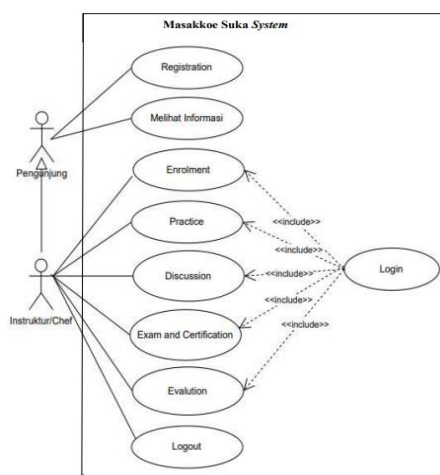 Masakkoe Suka System
Registration
Melihat Informasi
Pengunjung
Enrolment
<<include>>
Practice
<<include>>
Discussion
<<include>>
Login
Instruktur/Chef
<<include>>
Exam and Certification
<<include>>
Evalution
Logout